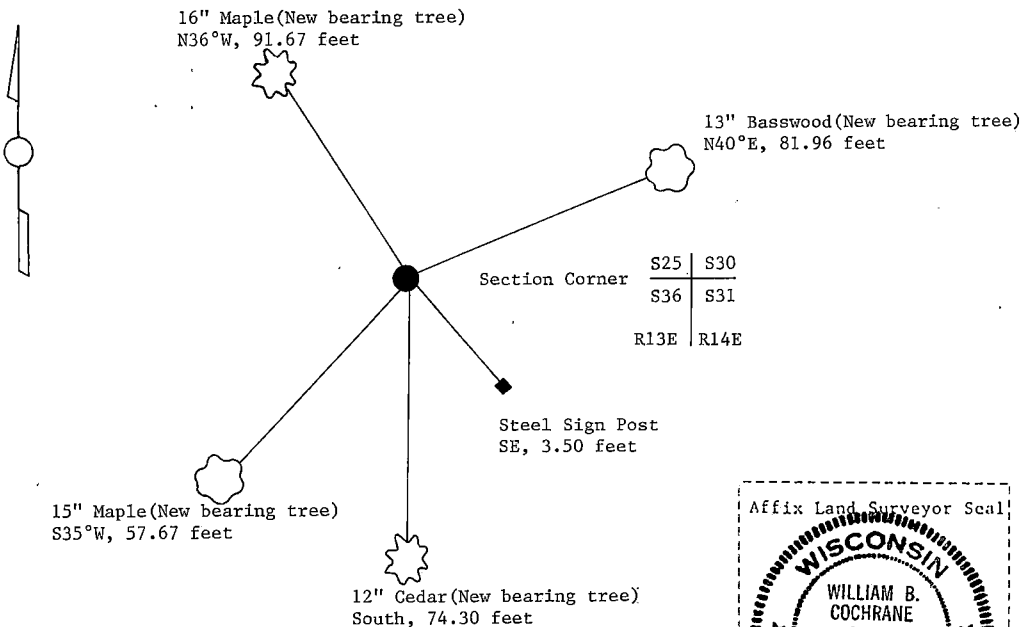 16" Maple(New bearing tree)
N36°W, 91.67 feet
13" Basswood(New bearing tree)
N40°E, 81.96 feet
Section Corner
S25 S30
S36 S31
R13E R14E
Steel Sign Post
SE, 3.50 feet
15" Maple(New bearing tree)
S35°W, 57.67 feet
12" Cedar(New bearing tree)
South, 74.30 feet
Affix Land Surveyor Seal
WISCONSIN
WILLIAM B.
COCHRANE